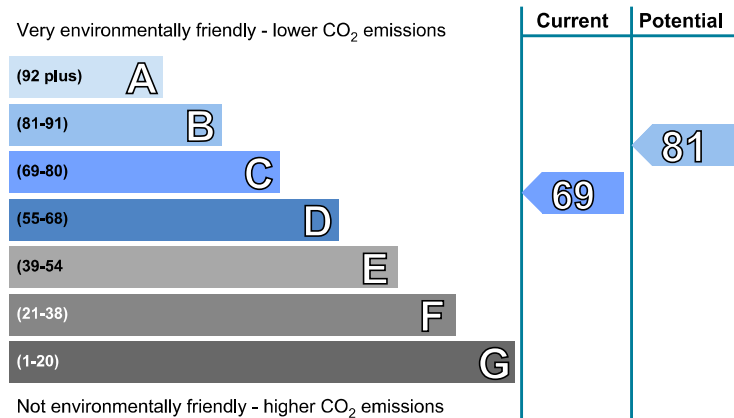 Very environmentally friendly - lower CO₂ emissions
Current
Potential
(92 plus) A
(81-91) B
(69-80) C
(55-68) D
(39-54 E
(21-38) F
(1-20) G
69
81
Not environmentally friendly - higher CO₂ emissions